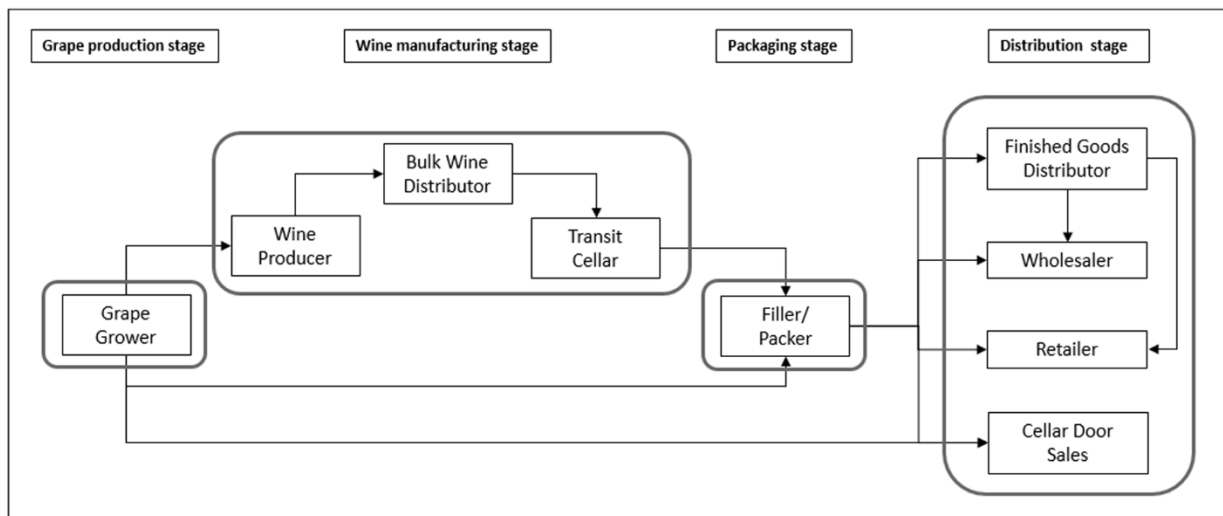 Grape production stage
Wine manufacturing stage
Packaging stage
Distribution stage
Finished Goods
Distributor
Bulk Wine
Distributor
Wine
Producer
Transit
Cellar
Wholesaler
Grape
Grower
Filler/
Packer
Retailer
Cellar Door
Sales